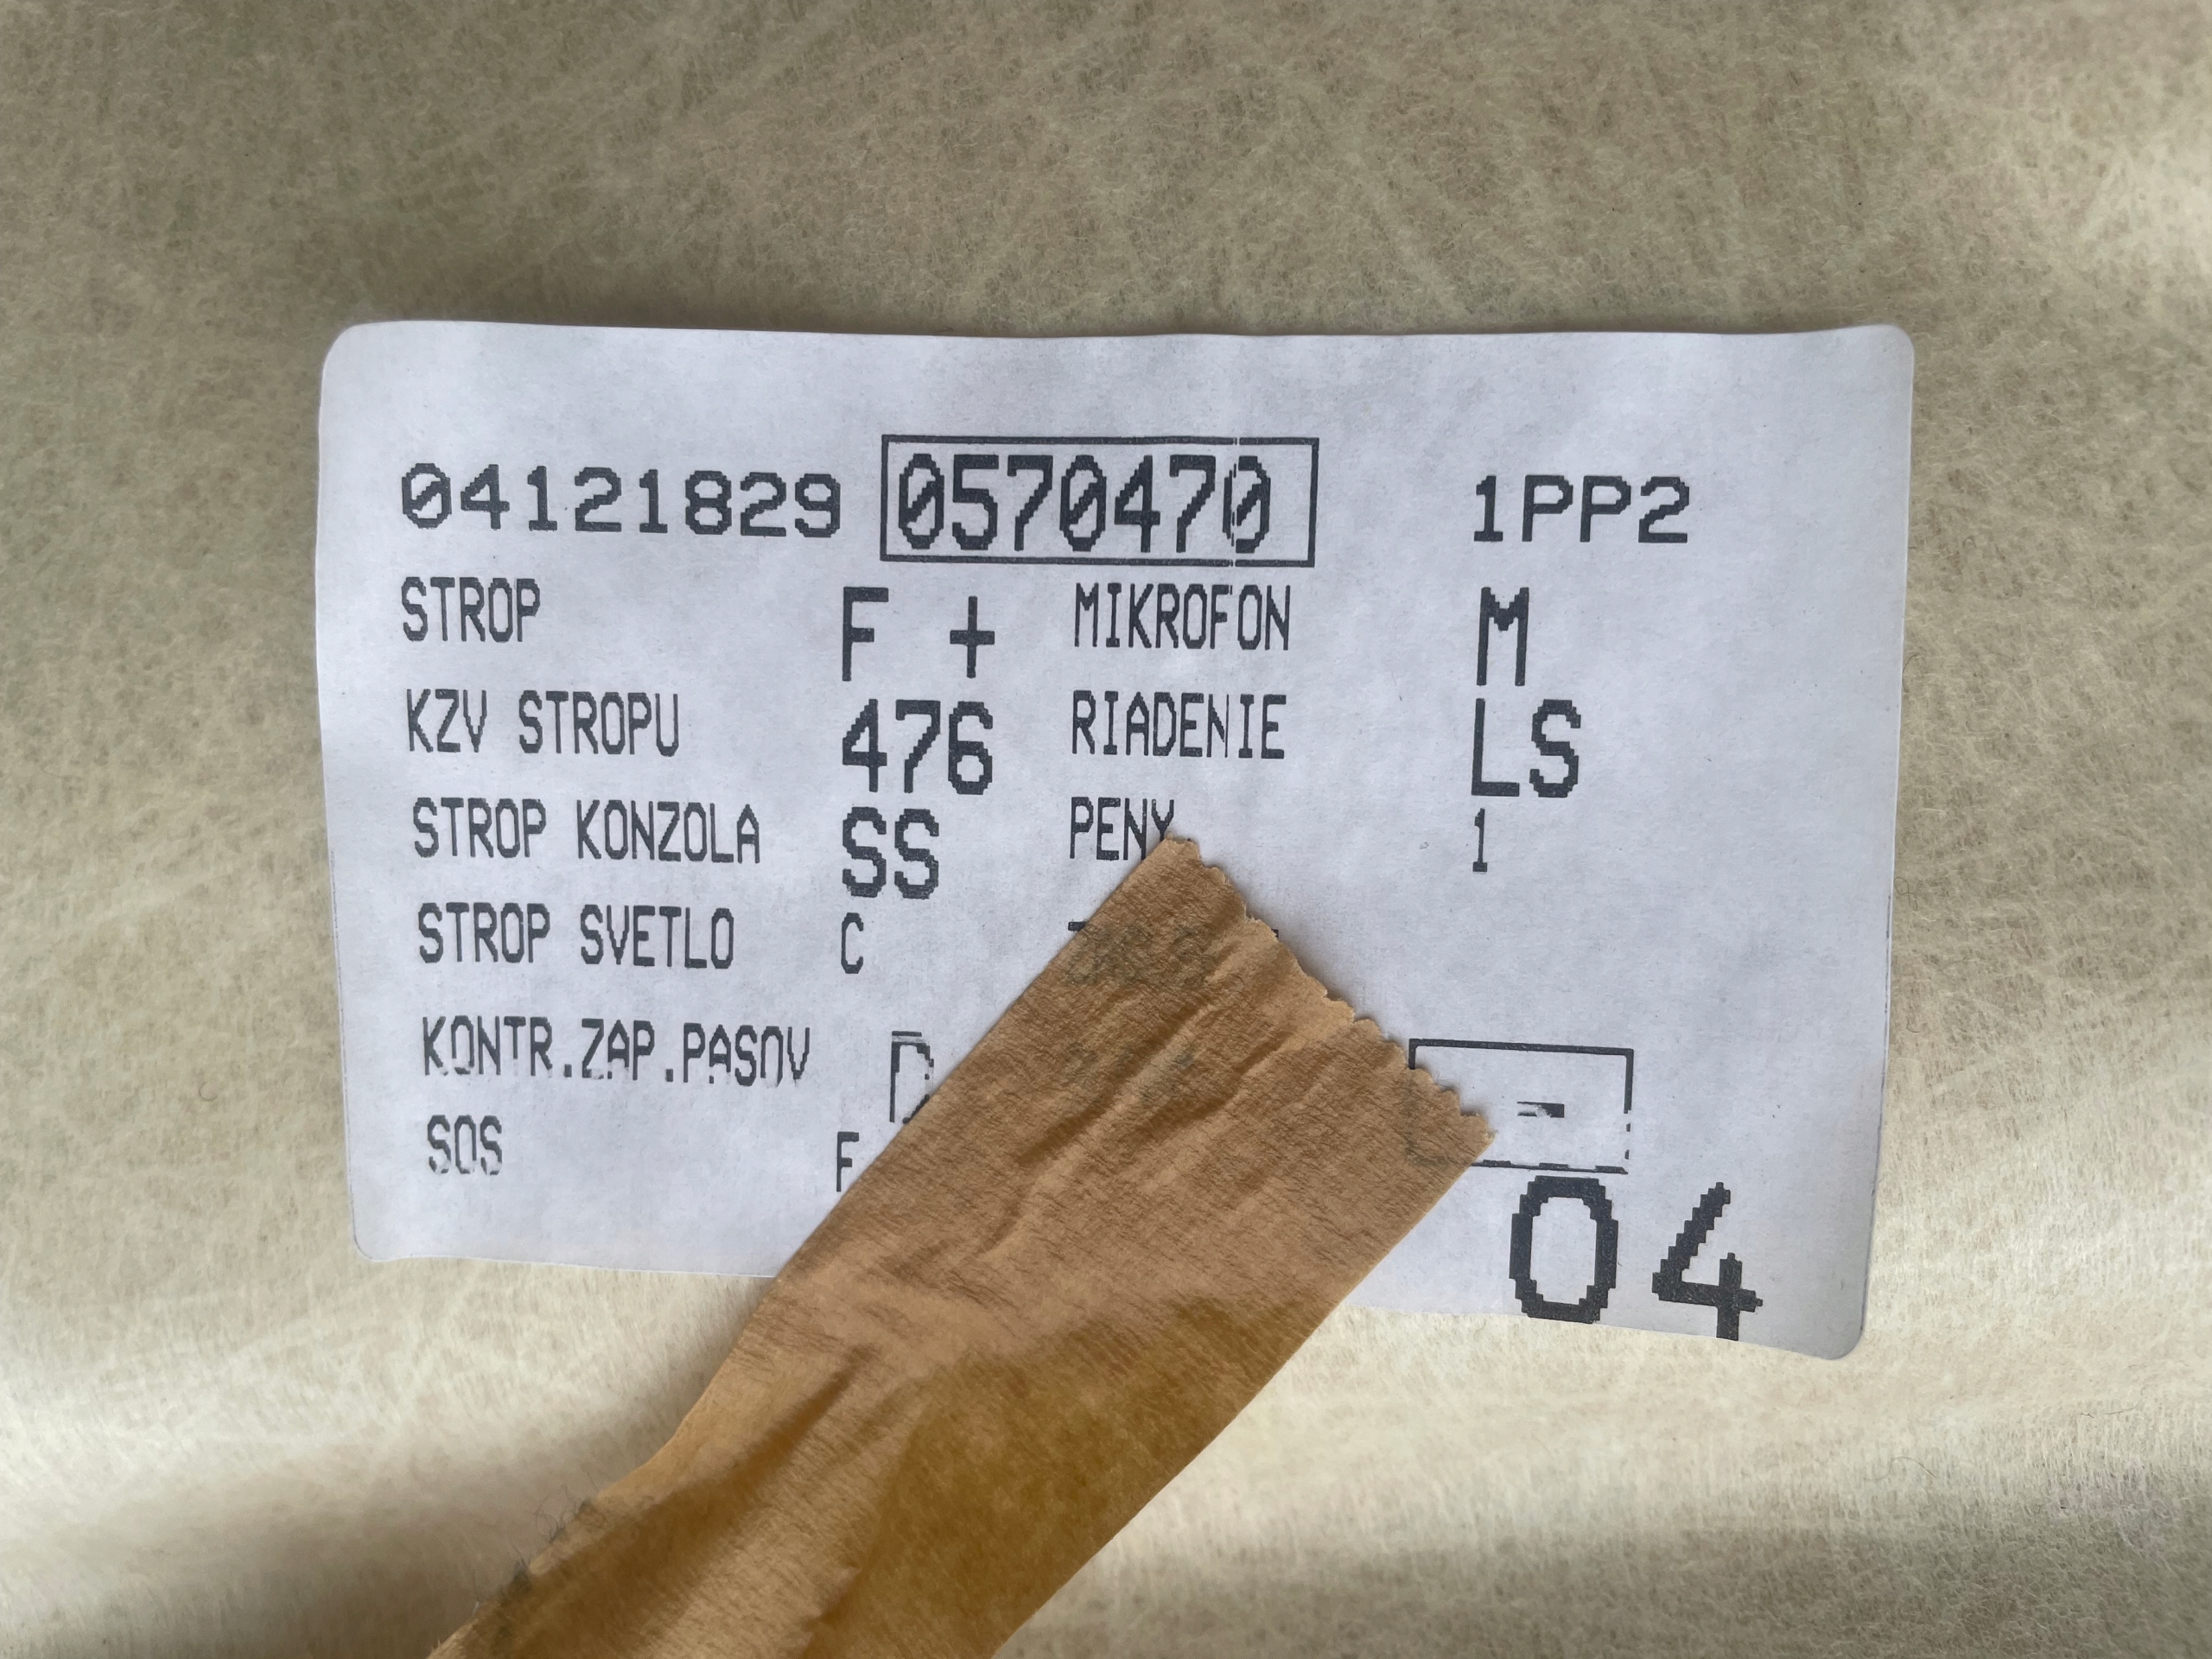 04121829 0570470 1PP2
STROP F + MIKROFON M
KZV STROPU 476 RIADENIE LS
STROP KONZOLA SS PENY 1
STROP SVETLO C
KONTR.ZAP.PASOV D -
SOS F
04